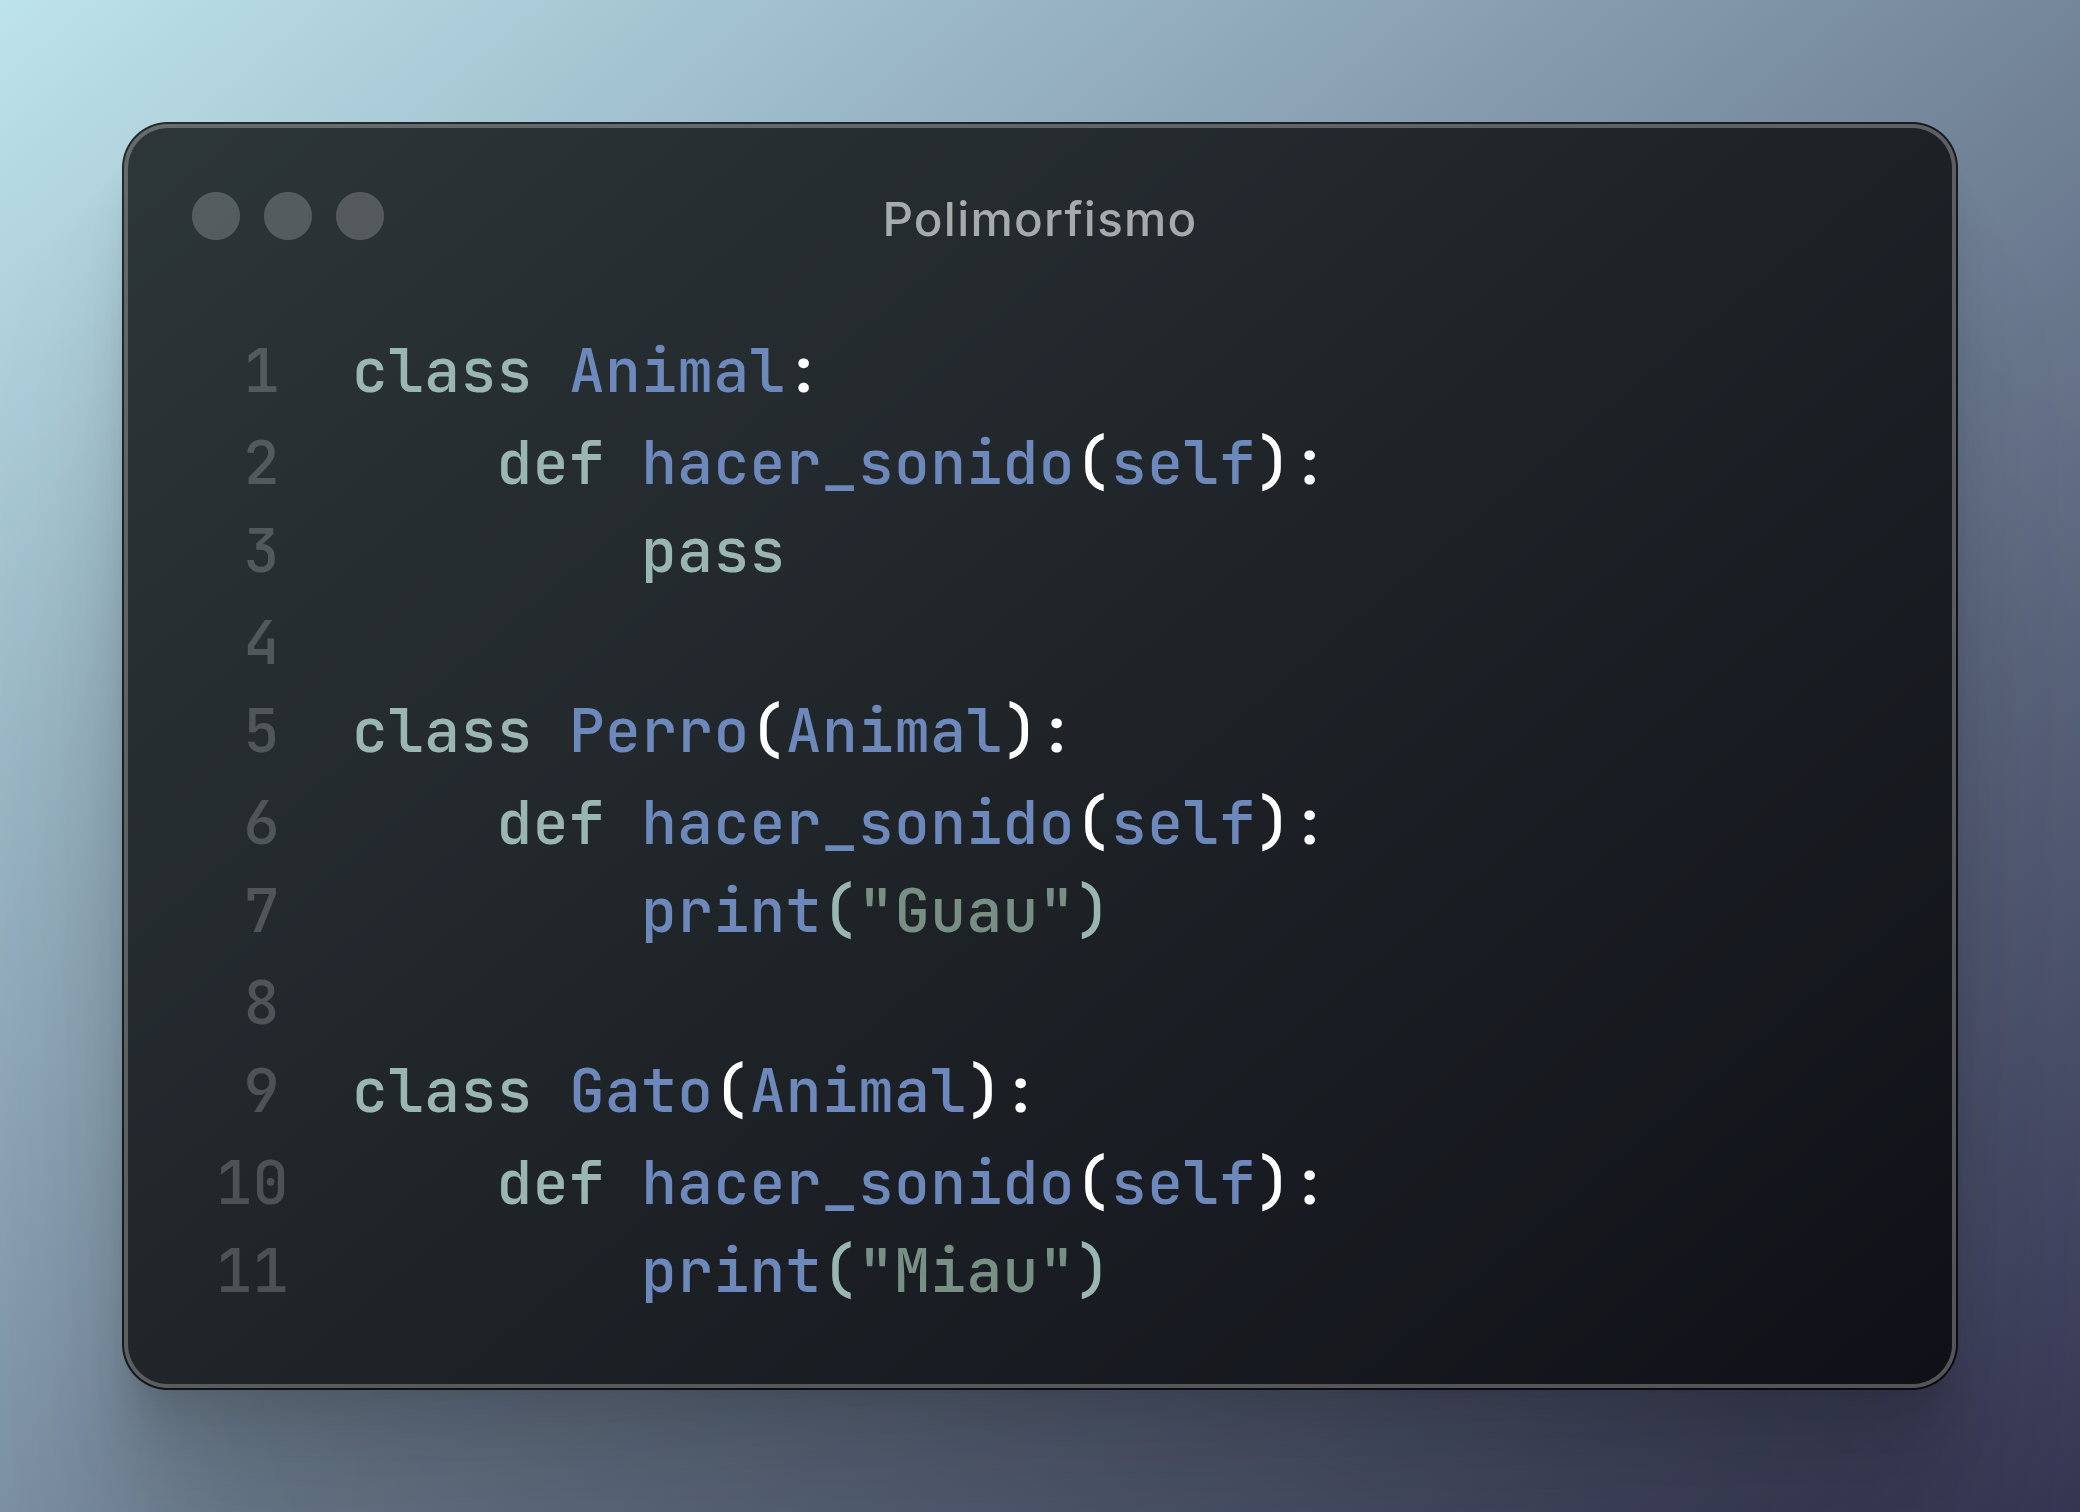 Polimorfismo
1 class Animal:
2     def hacer_sonido(self):
3         pass
4
5 class Perro(Animal):
6     def hacer_sonido(self):
7         print("Guau")
8
9 class Gato(Animal):
10     def hacer_sonido(self):
11         print("Miau")